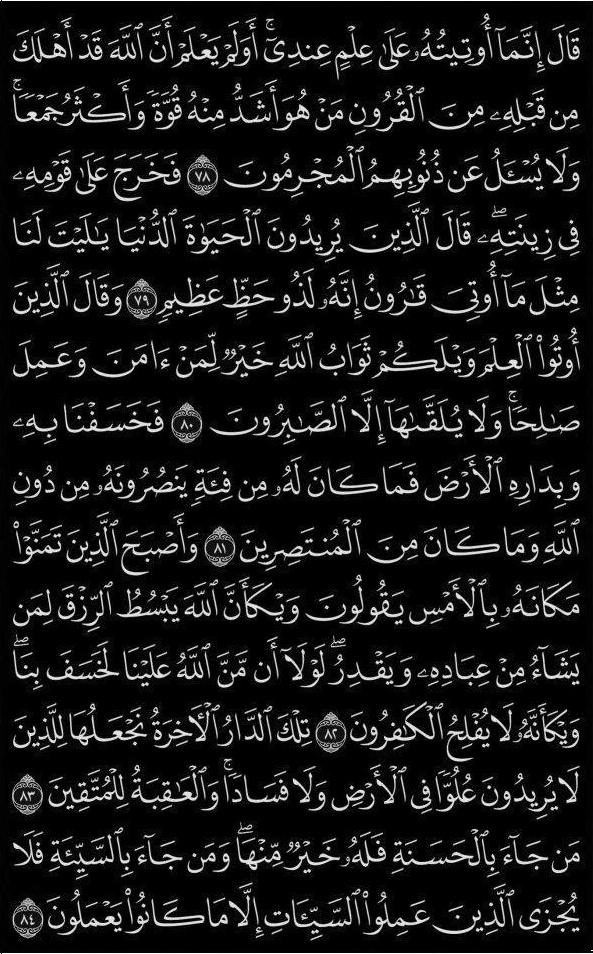 قَالَ إِنَّمَآ أُوتِيتُهُۥ عَلَىٰ عِلْمٍ عِندِىٓ ۚ أَوَلَمْ يَعْلَمْ أَنَّ ٱللَّهَ قَدْ أَهْلَكَ
مِن قَبْلِهِۦ مِنَ ٱلْقُرُونِ مَنْ هُوَ أَشَدُّ مِنْهُ قُوَّةً وَأَكْثَرُ جَمْعًا ۚ
وَلَا يُسْـَٔلُ عَن ذُنُوبِهِمُ ٱلْمُجْرِمُونَ ٧٨ فَخَرَجَ عَلَىٰ قَوْمِهِۦ
فِى زِينَتِهِۦ ۖ قَالَ ٱلَّذِينَ يُرِيدُونَ ٱلْحَيَوٰةَ ٱلدُّنْيَا يَـٰلَيْتَ لَنَا
مِثْلَ مَآ أُوتِىَ قَـٰرُونُ إِنَّهُۥ لَذُو حَظٍّ عَظِيمٍ ٧٩ وَقَالَ ٱلَّذِينَ
أُوتُوا۟ ٱلْعِلْمَ وَيْلَكُمْ ثَوَابُ ٱللَّهِ خَيْرٌ لِّمَنْ ءَامَنَ وَعَمِلَ
صَـٰلِحًا ۚ وَلَا يُلَقَّىٰهَآ إِلَّا ٱلصَّـٰبِرُونَ ٨٠ فَخَسَفْنَا بِهِۦ
وَبِدَارِهِ ٱلْأَرْضَ فَمَا كَانَ لَهُۥ مِن فِئَةٍ يَنصُرُونَهُۥ مِن دُونِ
ٱللَّهِ وَمَا كَانَ مِنَ ٱلْمُنتَصِرِينَ ٨١ وَأَصْبَحَ ٱلَّذِينَ تَمَنَّوْا۟
مَكَانَهُۥ بِٱلْأَمْسِ يَقُولُونَ وَيْكَأَنَّ ٱللَّهَ يَبْسُطُ ٱلرِّزْقَ لِمَن
يَشَآءُ مِنْ عِبَادِهِۦ وَيَقْدِرُ ۖ لَوْلَآ أَن مَّنَّ ٱللَّهُ عَلَيْنَا لَخَسَفَ بِنَا ۖ
وَيْكَأَنَّهُۥ لَا يُفْلِحُ ٱلْكَـٰفِرُونَ ٨٢ تِلْكَ ٱلدَّارُ ٱلْـَٔاخِرَةُ نَجْعَلُهَا لِلَّذِينَ
لَا يُرِيدُونَ عُلُوًّا فِى ٱلْأَرْضِ وَلَا فَسَادًا ۚ وَٱلْعَـٰقِبَةُ لِلْمُتَّقِينَ ٨٣
مَن جَآءَ بِٱلْحَسَنَةِ فَلَهُۥ خَيْرٌ مِّنْهَا ۖ وَمَن جَآءَ بِٱلسَّيِّئَةِ فَلَا
يُجْزَى ٱلَّذِينَ عَمِلُوا۟ ٱلسَّيِّـَٔاتِ إِلَّا مَا كَانُوا۟ يَعْمَلُونَ ٨٤